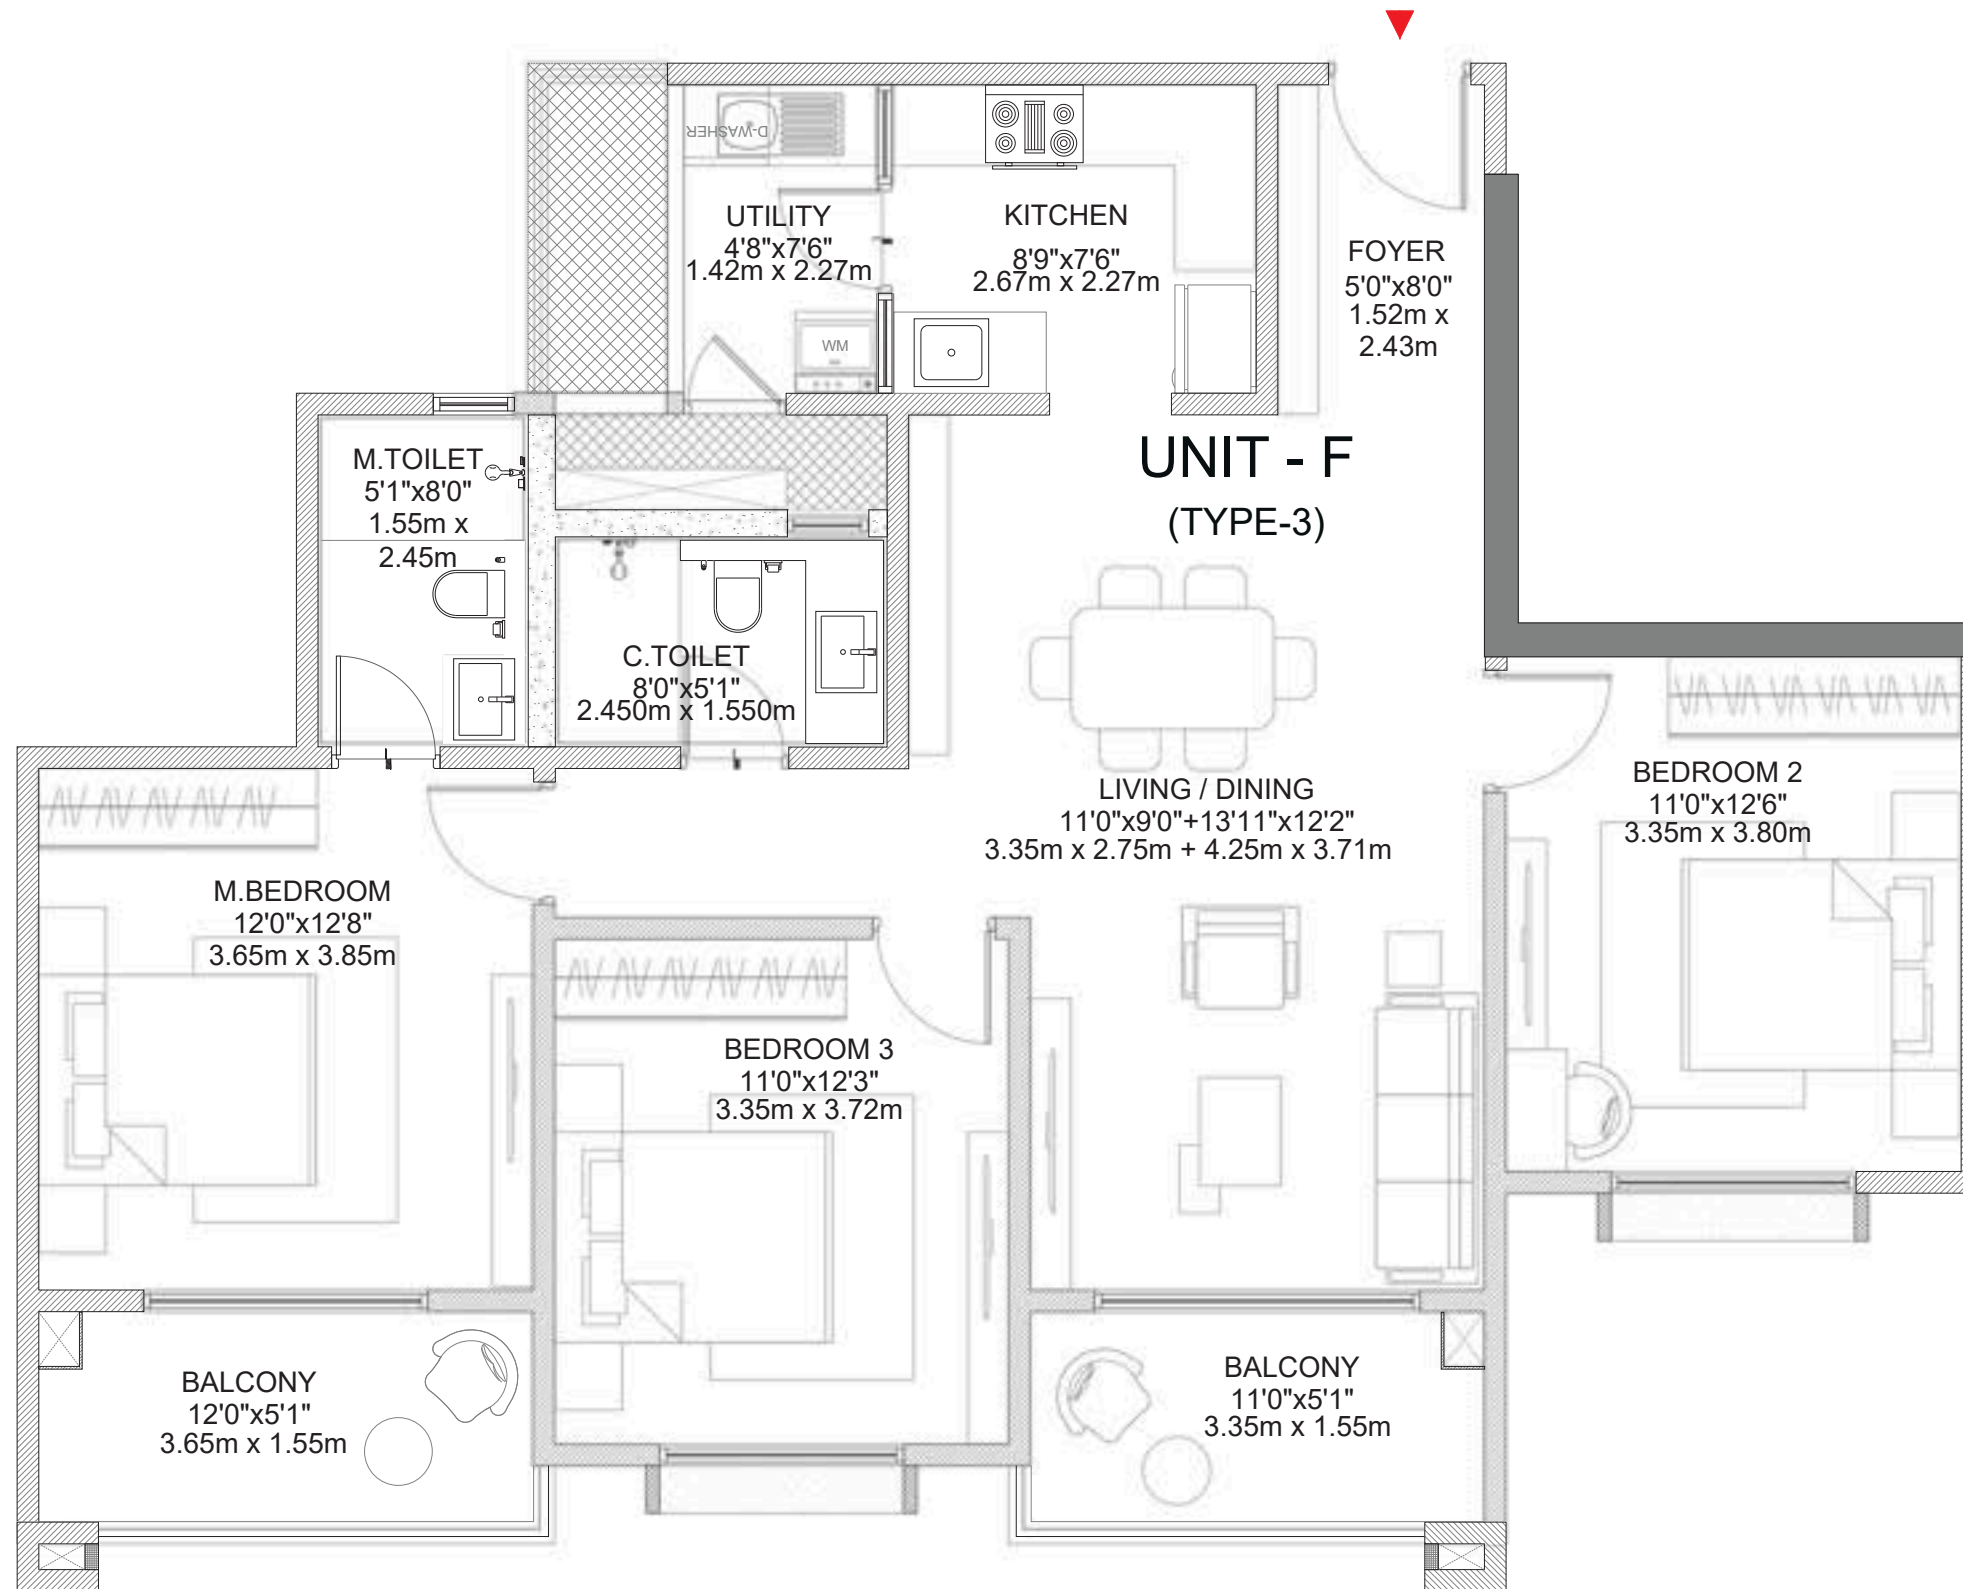 D-WASHER
UTILITY
4'8"x7'6"
1.42m x 2.27m
KITCHEN
8'9"x7'6"
2.67m x 2.27m
FOYER
5'0"x8'0"
1.52m x
2.43m
WM
M.TOILET
5'1"x8'0"
1.55m x
2.45m
UNIT - F
(TYPE-3)
C.TOILET
8'0"x5'1"
2.450m x 1.550m
LIVING / DINING
11'0"x9'0"+13'11"x12'2"
3.35m x 2.75m + 4.25m x 3.71m
BEDROOM 2
11'0"x12'6"
3.35m x 3.80m
M.BEDROOM
12'0"x12'8"
3.65m x 3.85m
BEDROOM 3
11'0"x12'3"
3.35m x 3.72m
BALCONY
12'0"x5'1"
3.65m x 1.55m
BALCONY
11'0"x5'1"
3.35m x 1.55m